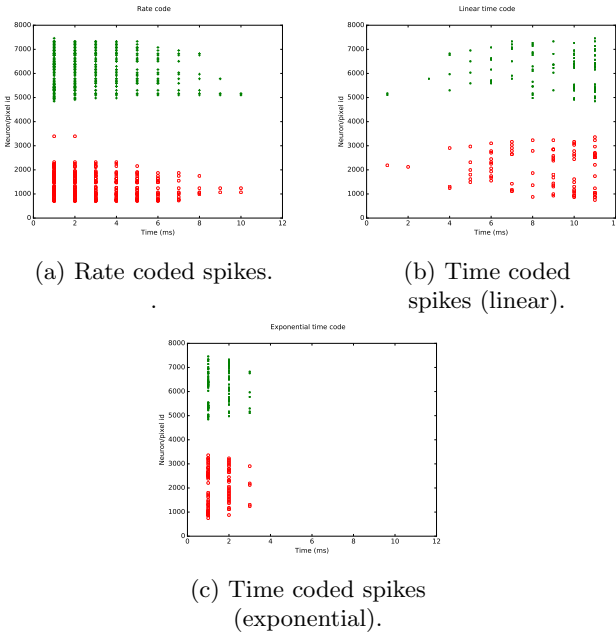 Rate code
Neuron/pixel id
8000
7000
6000
5000
4000
3000
2000
1000
0
0 2 4 6 8 10 12
Time (ms)
(a) Rate coded spikes.
.
Linear time code
Neuron/pixel id
8000
7000
6000
5000
4000
3000
2000
1000
0
0 2 4 6 8 10 12
Time (ms)
(b) Time coded
spikes (linear).
Exponential time code
Neuron/pixel id
8000
7000
6000
5000
4000
3000
2000
1000
0
0 2 4 6 8 10 12
Time (ms)
(c) Time coded spikes
(exponential).